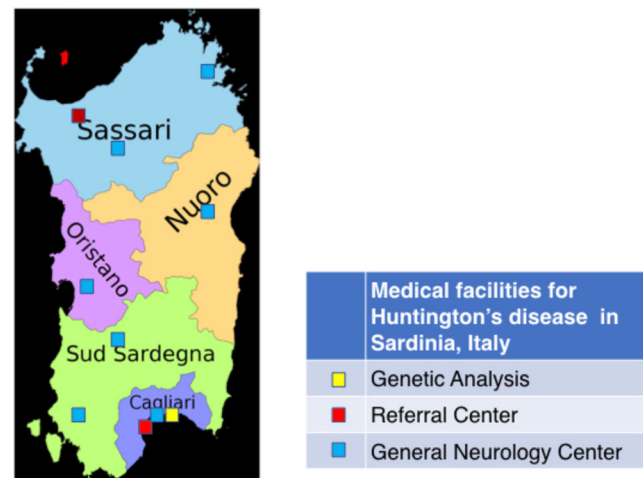 Sassari
Nuoro
Oristano
Sud Sardegna
Cagliari
Medical facilities for
Huntington’s disease in
Sardinia, Italy
Genetic Analysis
Referral Center
General Neurology Center